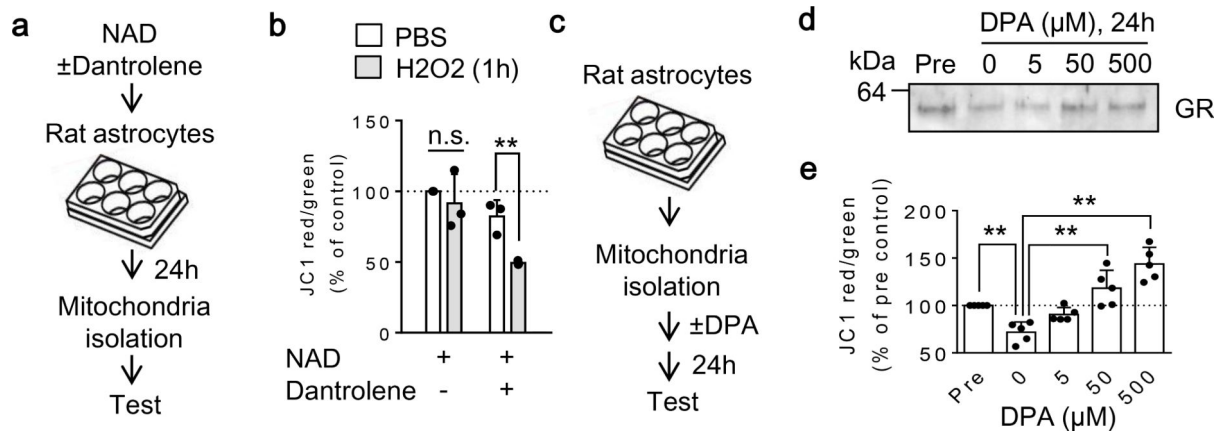 a
NAD
±Dantrolene
Rat astrocytes
24h
Mitochondria
isolation
Test
b
PBS
H2O2 (1h)
JC1 red/green
(% of control)
150
100
50
0
n.s.
**
NAD + +
Dantrolene - +
c
Rat astrocytes
Mitochondria
isolation
±DPA
24h
Test
d
DPA (µM), 24h
kDa Pre 0 5 50 500
64
GR
e
JC1 red/green
(% of pre control)
200
150
100
50
**
**
**
Pre 0 5 50 500
DPA (µM)